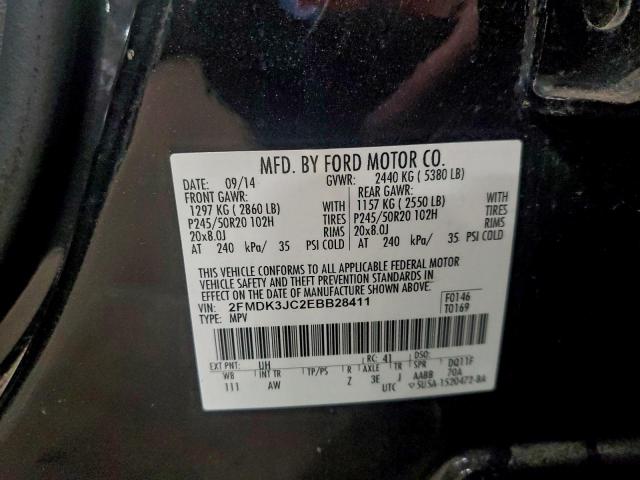 MFD. BY FORD MOTOR CO.
DATE: 09/14 GVWR: 2440 KG ( 5380 LB)
FRONT GAWR: REAR GAWR:
1297 KG ( 2860 LB) WITH 1157 KG ( 2550 LB) WITH
P245/50R20 102H TIRES P245/50R20 102H TIRES
20x8.0J RIMS 20x8.0J RIMS
AT 240 kPa/ 35 PSI COLD AT 240 kPa/ 35 PSI COLD
THIS VEHICLE CONFORMS TO ALL APPLICABLE FEDERAL MOTOR
VEHICLE SAFETY AND THEFT PREVENTION STANDARDS IN
EFFECT ON THE DATE OF MANUFACTURE SHOWN ABOVE.
VIN: 2FMDK3JC2EBB28411 F0146
TYPE: MPV T0169
EXT PNT: UH RC: 41 DSO:
WB INT TR TP/PS R AXLE TR SPR DQ11F
111 AW Z 3E J AABB 70A
UTC SU5A-1520472-BA